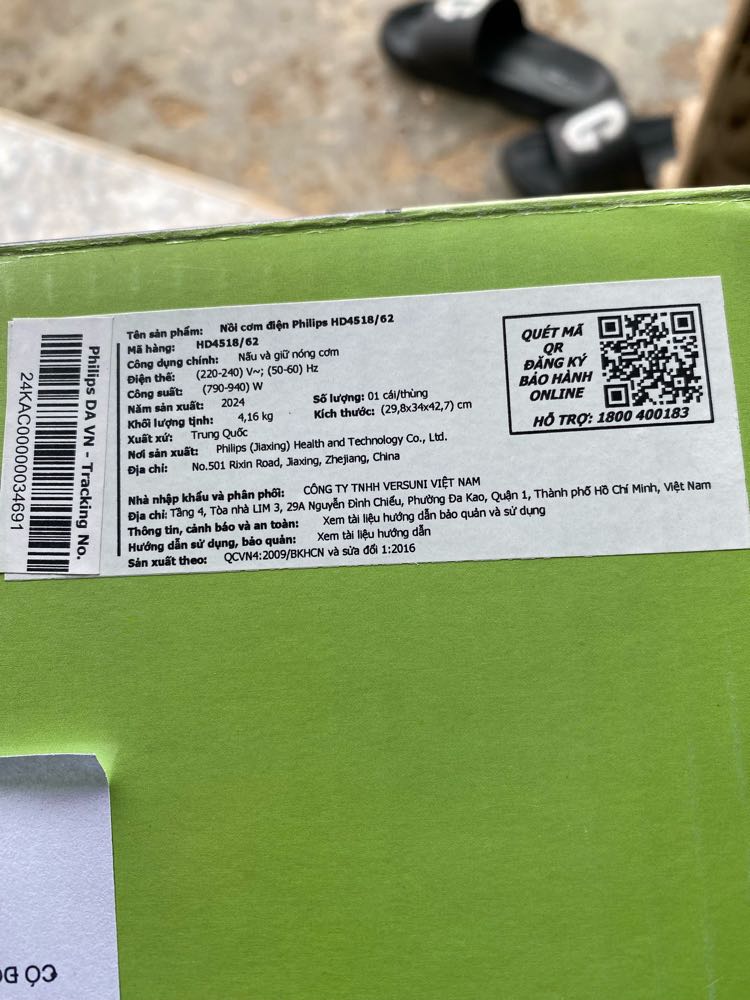 Philips DA VN - Tracking No.
24KAC00000034691
Tên sản phẩm: Nồi cơm điện Philips HD4518/62
Mã hàng: HD4518/62
Công dụng chính: Nấu và giữ nóng cơm
Điện thế: (220-240) V~; (50-60) Hz
Công suất: (790-940) W
Năm sản xuất: 2024 Số lượng: 01 cái/thùng
Khối lượng tịnh: 4,16 kg Kích thước: (29,8x34x42,7) cm
Xuất xứ: Trung Quốc
Nơi sản xuất: Philips (Jiaxing) Health and Technology Co., Ltd.
Địa chỉ: No.501 Rixin Road, Jiaxing, Zhejiang, China
Nhà nhập khẩu và phân phối: CÔNG TY TNHH VERSUNI VIỆT NAM
Địa chỉ: Tầng 4, Tòa nhà LIM 3, 29A Nguyễn Đình Chiểu, Phường Đa Kao, Quận 1, Thành phố Hồ Chí Minh, Việt Nam
Thông tin, cảnh báo và an toàn: Xem tài liệu hướng dẫn bảo quản và sử dụng
Hướng dẫn sử dụng, bảo quản: Xem tài liệu hướng dẫn
Sản xuất theo: QCVN4:2009/BKHCN và sửa đổi 1:2016
QUÉT MÃ
QR
ĐĂNG KÝ
BẢO HÀNH
ONLINE
HỖ TRỢ: 1800 400183